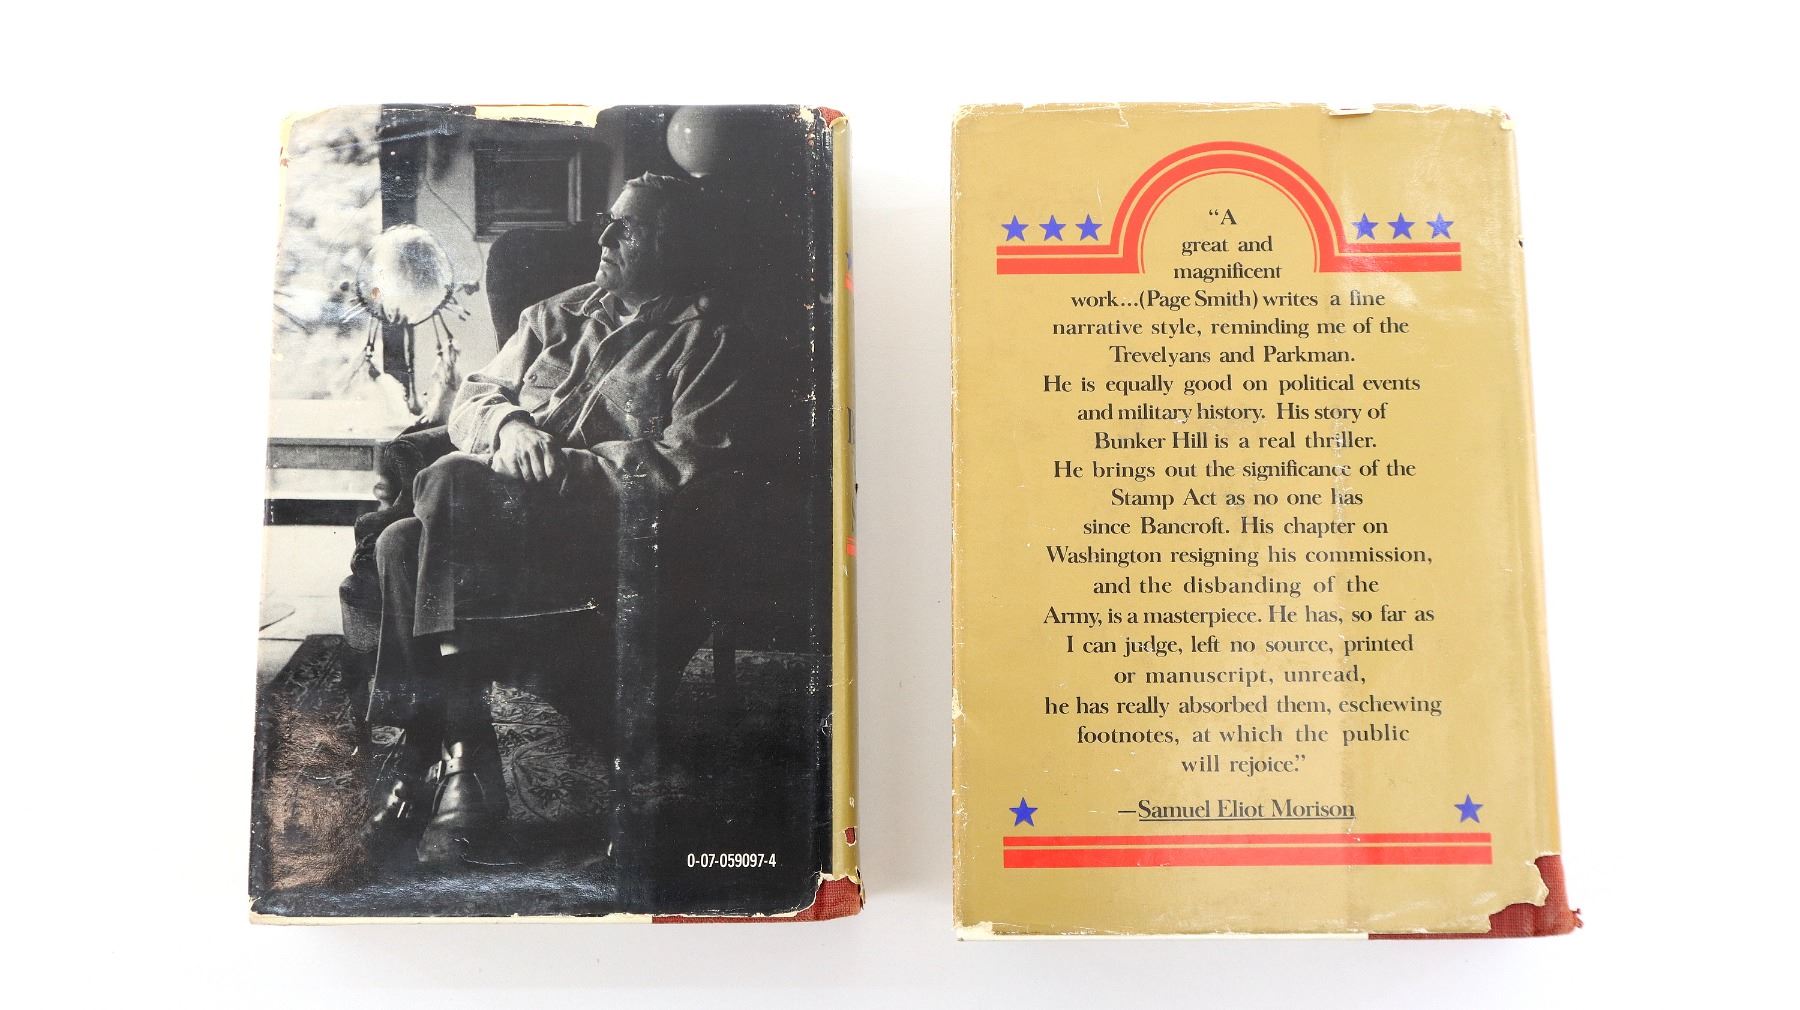 0-07-059097-4
“A
great and
magnificent
work...(Page Smith) writes a fine
narrative style, reminding me of the
Trevelyans and Parkman.
He is equally good on political events
and military history. His story of
Bunker Hill is a real thriller.
He brings out the significance of the
Stamp Act as no one has
since Bancroft. His chapter on
Washington resigning his commission,
and the disbanding of the
Army, is a masterpiece. He has, so far as
I can judge, left no source, printed
or manuscript, unread,
he has really absorbed them, eschewing
footnotes, at which the public
will rejoice.”
—Samuel Eliot Morison